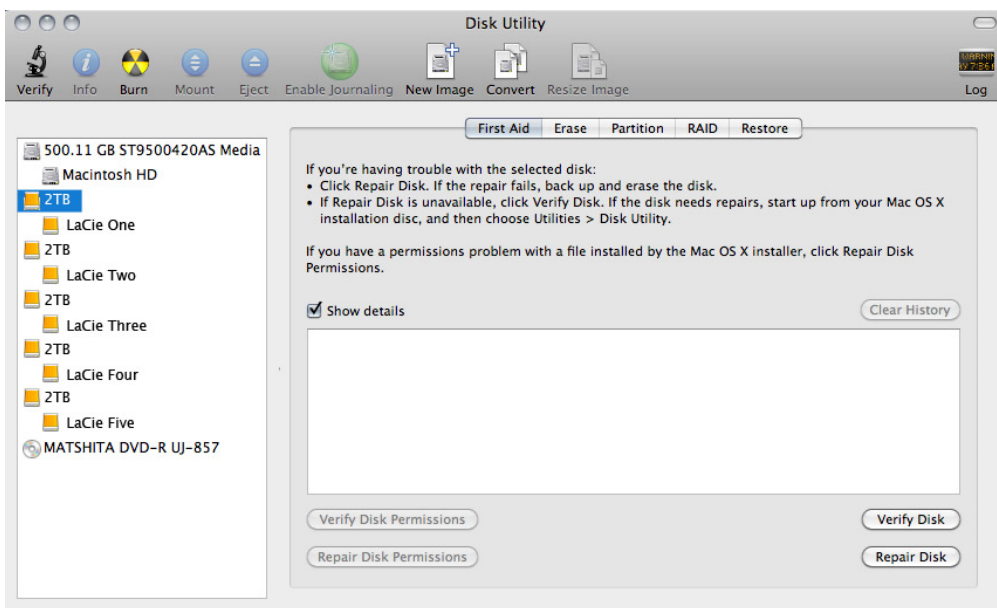 Disk Utility
Verify Info Burn Mount Eject Enable Journaling New Image Convert Resize Image Log
WARNIN
First Aid Erase Partition RAID Restore
500.11 GB ST9500420AS Media
Macintosh HD
2TB
LaCie One
2TB
LaCie Two
2TB
LaCie Three
2TB
LaCie Four
2TB
LaCie Five
MATSHITA DVD-R UJ-857
If you're having trouble with the selected disk:
• Click Repair Disk. If the repair fails, back up and erase the disk.
• If Repair Disk is unavailable, click Verify Disk. If the disk needs repairs, start up from your Mac OS X
installation disc, and then choose Utilities > Disk Utility.
If you have a permissions problem with a file installed by the Mac OS X installer, click Repair Disk
Permissions.
Show details
Clear History
Verify Disk Permissions
Verify Disk
Repair Disk Permissions
Repair Disk